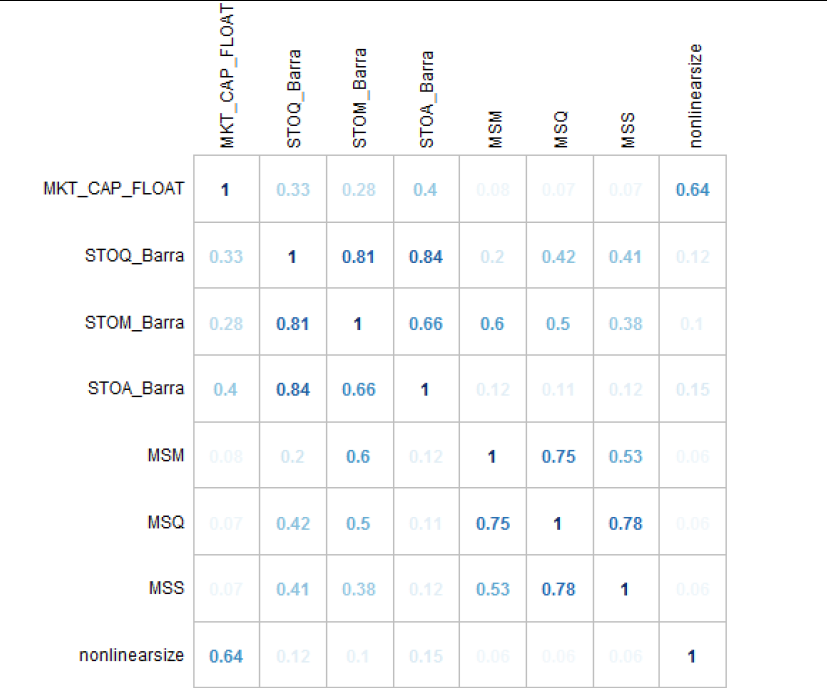 MKT_CAP_FLOAT STOQ_Barra STOM_Barra STOA_Barra MSM MSQ MSS nonlinearsize
MKT_CAP_FLOAT 1 0.33 0.28 0.4 0.08 0.07 0.07 0.64
STOQ_Barra 0.33 1 0.81 0.84 0.2 0.42 0.41 0.12
STOM_Barra 0.28 0.81 1 0.66 0.6 0.5 0.38 0.1
STOA_Barra 0.4 0.84 0.66 1 0.12 0.11 0.12 0.15
MSM 0.08 0.2 0.6 0.12 1 0.75 0.53 0.06
MSQ 0.07 0.42 0.5 0.11 0.75 1 0.78 0.06
MSS 0.07 0.41 0.38 0.12 0.53 0.78 1 0.06
nonlinearsize 0.64 0.12 0.1 0.15 0.06 0.06 0.06 1